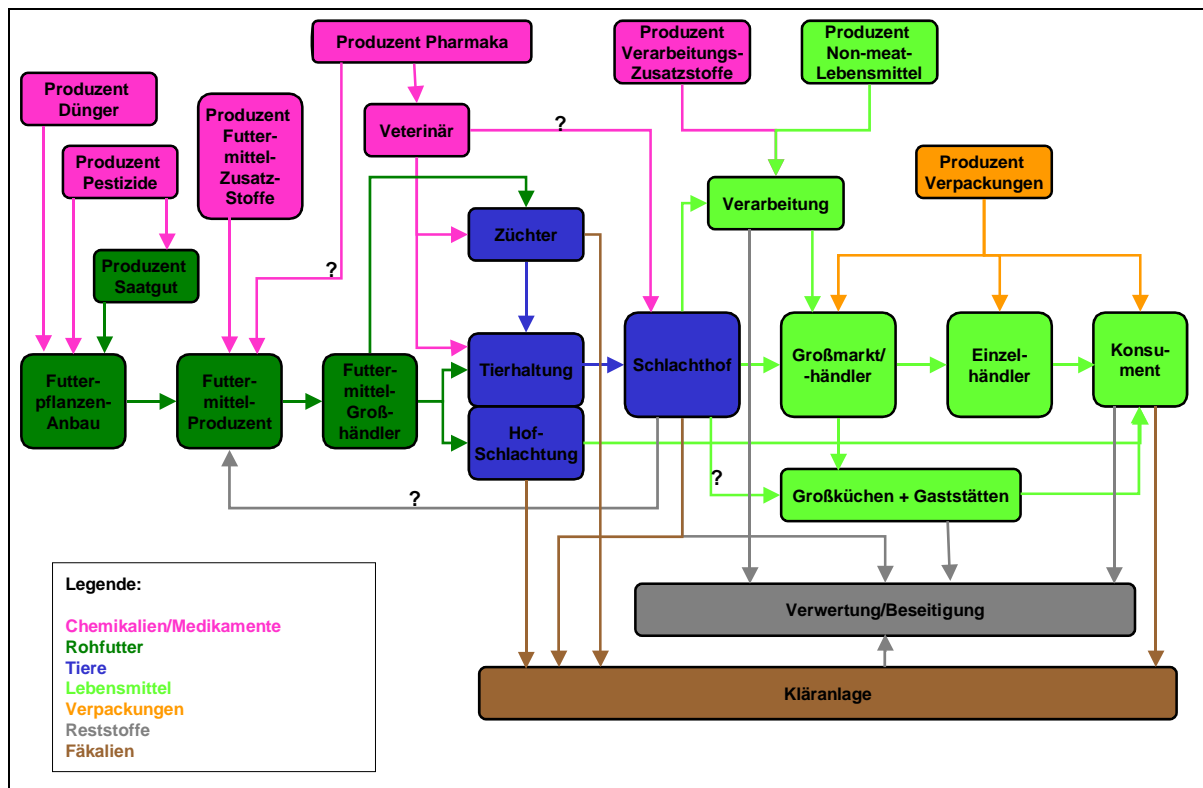 Produzent Pharmaka
Produzent
Verarbeitungs-
Zusatzstoffe
Produzent
Non-meat-
Lebensmittel
Produzent
Dünger
Produzent
Futter-
mittel-
Zusatz-
Stoffe
Veterinär
?
Produzent
Pestizide
Produzent
Verpackungen
Verarbeitung
Züchter
Produzent
Saatgut
?
Futter-
pflanzen-
Anbau
Futter-
mittel-
Produzent
Futter-
mittel-
Groß-
händler
Tierhaltung
Hof-
Schlachtung
Schlachthof
Großmarkt/
-händler
Einzel-
händler
Konsu-
ment
?
?
Großküchen + Gaststätten
Verwertung/Beseitigung
Kläranlage
Legende:
Chemikalien/Medikamente
Rohfutter
Tiere
Lebensmittel
Verpackungen
Reststoffe
Fäkalien